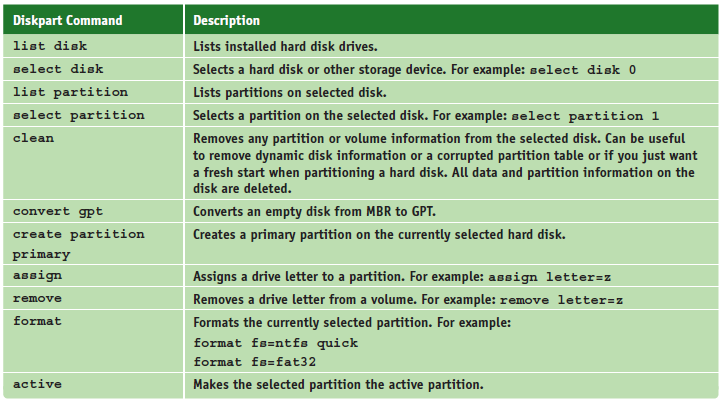 Diskpart Command Description
list disk Lists installed hard disk drives.
select disk Selects a hard disk or other storage device. For example: select disk 0
list partition Lists partitions on selected disk.
select partition Selects a partition on the selected disk. For example: select partition 1
clean Removes any partition or volume information from the selected disk. Can be useful
to remove dynamic disk information or a corrupted partition table or if you just want
a fresh start when partitioning a hard disk. All data and partition information on the
disk are deleted.
convert gpt Converts an empty disk from MBR to GPT.
create partition Creates a primary partition on the currently selected hard disk.
primary
assign Assigns a drive letter to a partition. For example: assign letter=z
remove Removes a drive letter from a volume. For example: remove letter=z
format Formats the currently selected partition. For example:
format fs=ntfs quick
format fs=fat32
active Makes the selected partition the active partition.